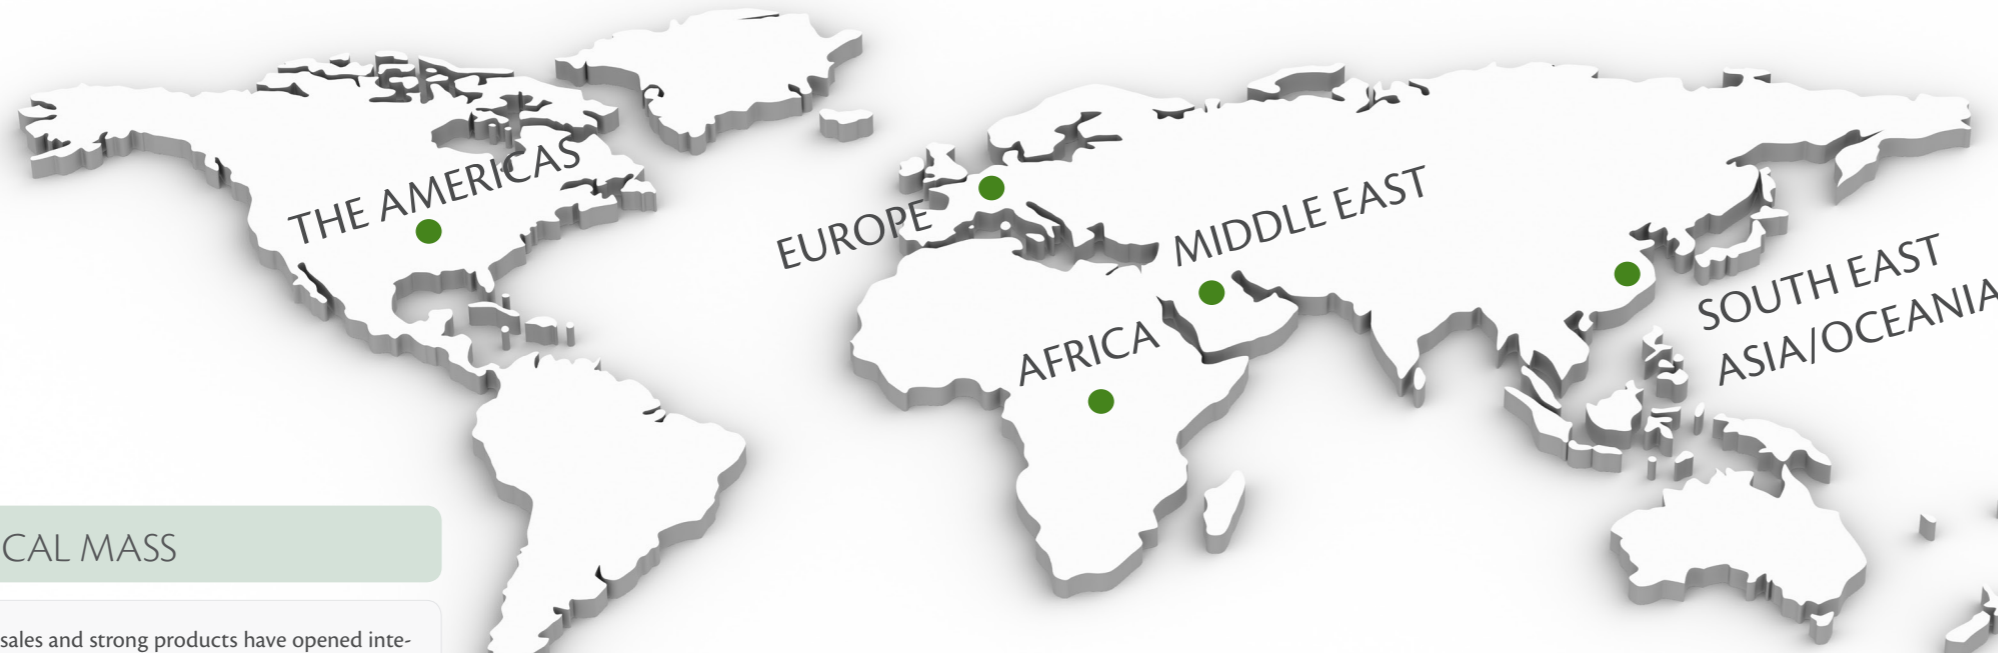 THE AMERICAS
EUROPE
MIDDLE EAST
AFRICA
SOUTH EAST
ASIA/OCEANIA
CAL MASS
sales and strong products have opened inte-